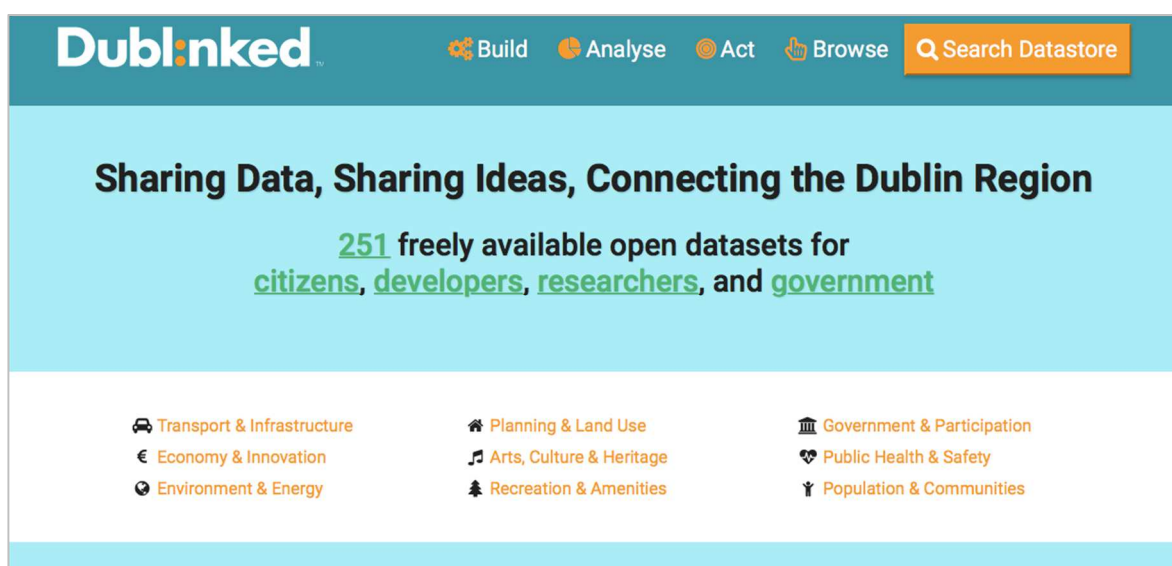 Dubl:nked™
Build Analyse Act Browse Search Datastore
Sharing Data, Sharing Ideas, Connecting the Dublin Region
251 freely available open datasets for
citizens, developers, researchers, and government
Transport & Infrastructure
Economy & Innovation
Environment & Energy
Planning & Land Use
Arts, Culture & Heritage
Recreation & Amenities
Government & Participation
Public Health & Safety
Population & Communities